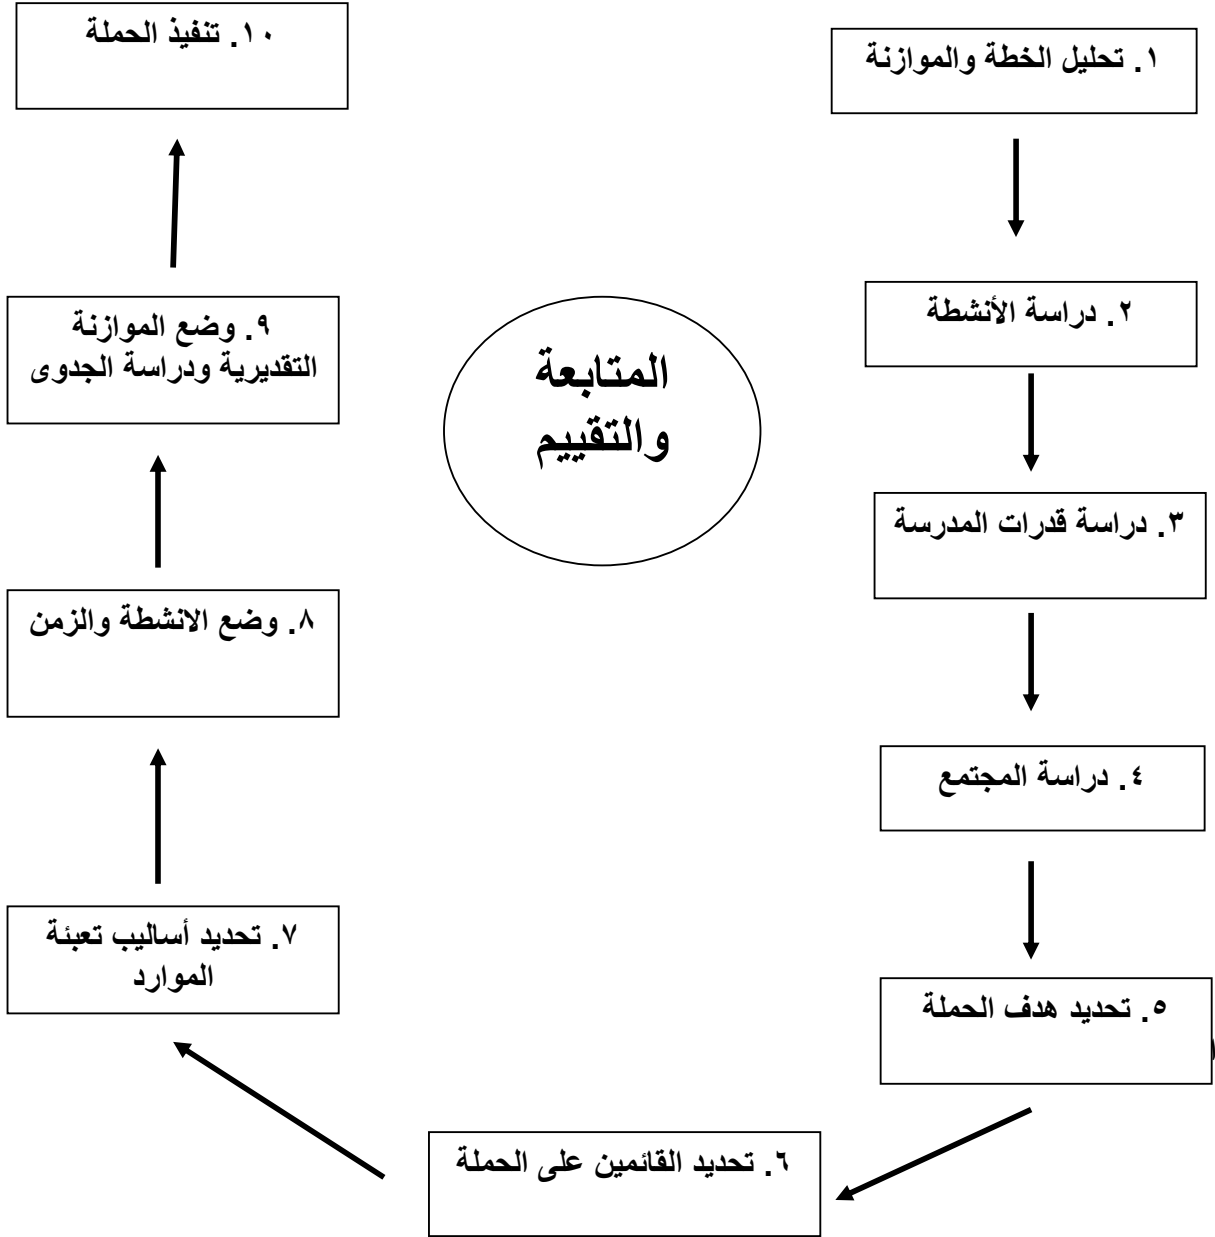 ١. تحليل الخطة والموازنة
٢. دراسة الأنشطة
٣. دراسة قدرات المدرسة
٤. دراسة المجتمع
٥. تحديد هدف الحملة
٦. تحديد القائمين على الحملة
٧. تحديد أساليب تعبئة
الموارد
٨. وضع الانشطة والزمن
٩. وضع الموازنة
التقديرية ودراسة الجدوى
١٠. تنفيذ الحملة
المتابعة
والتقييم